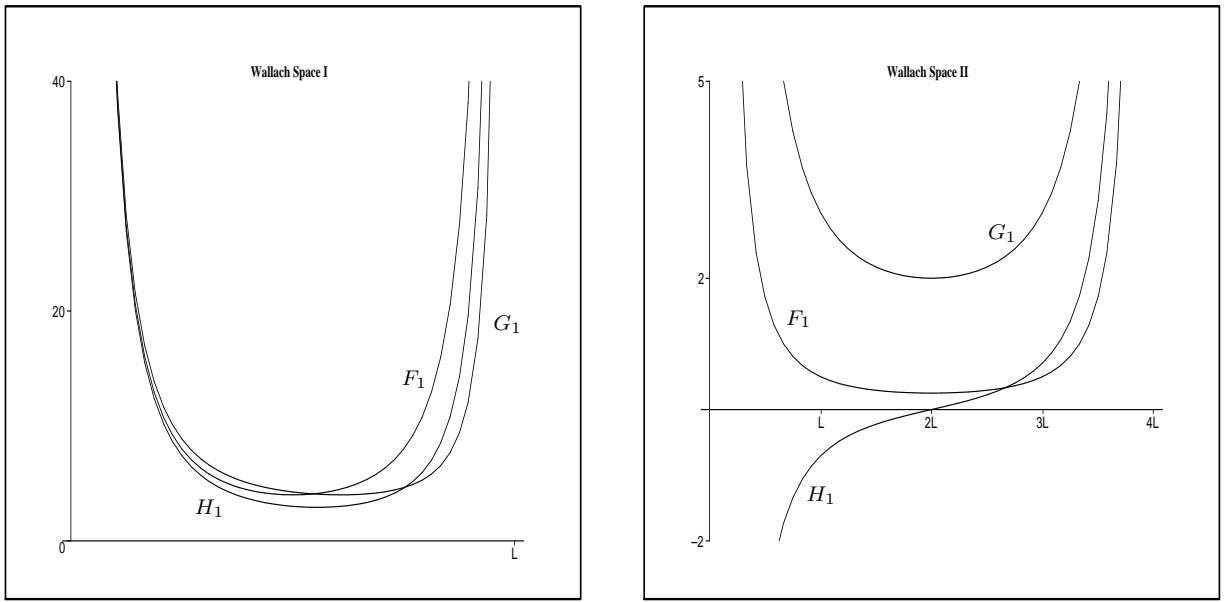 Wallach Space I
40
20
0
L
F₁
G₁
H₁
Wallach Space II
5
2
–2
L
2L
3L
4L
G₁
F₁
H₁